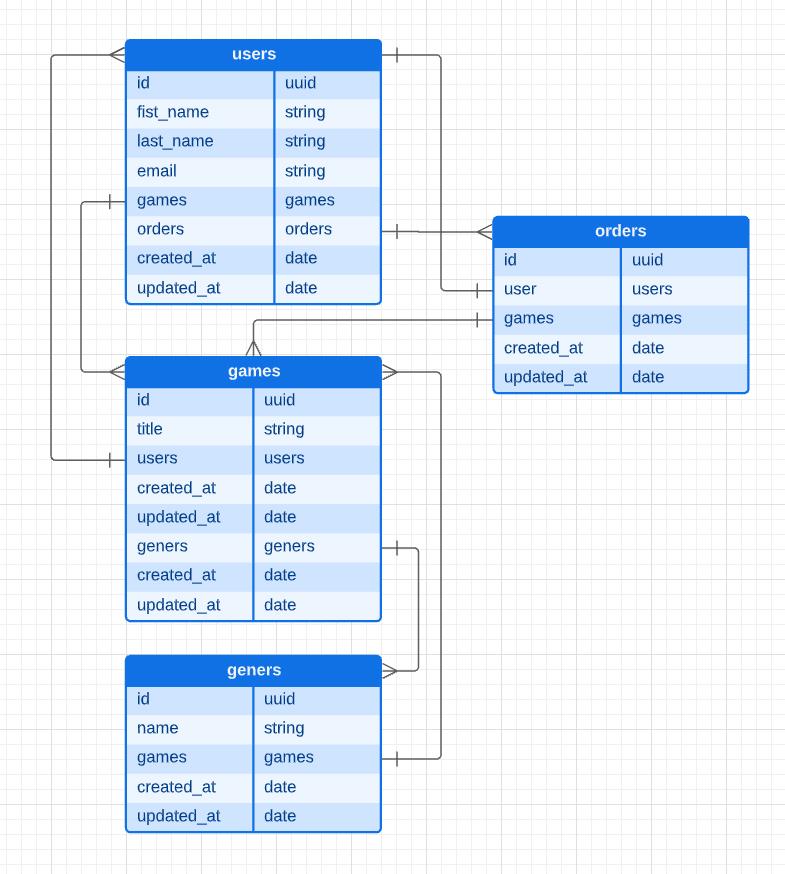 users
id uuid
fist_name string
last_name string
email string
games games
orders orders
created_at date
updated_at date
orders
id uuid
user users
games games
created_at date
updated_at date
games
id uuid
title string
users users
created_at date
updated_at date
geners geners
created_at date
updated_at date
geners
id uuid
name string
games games
created_at date
updated_at date